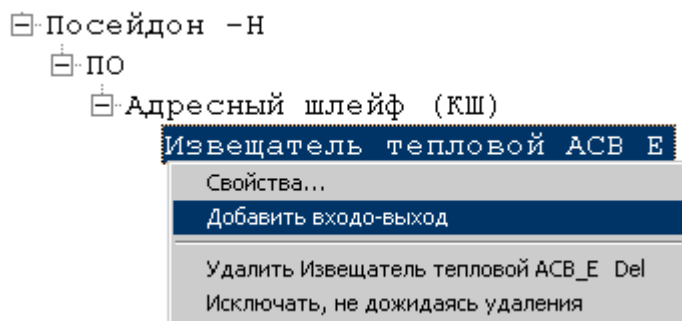 Посейдон -Н
ПО
Адресный шлейф (КШ)
Извещатель тепловой АСВ Е
Свойства...
Добавить входо-выход
Удалить Извещатель тепловой АСВ_Е Del
Исключать, не дожидаясь удаления